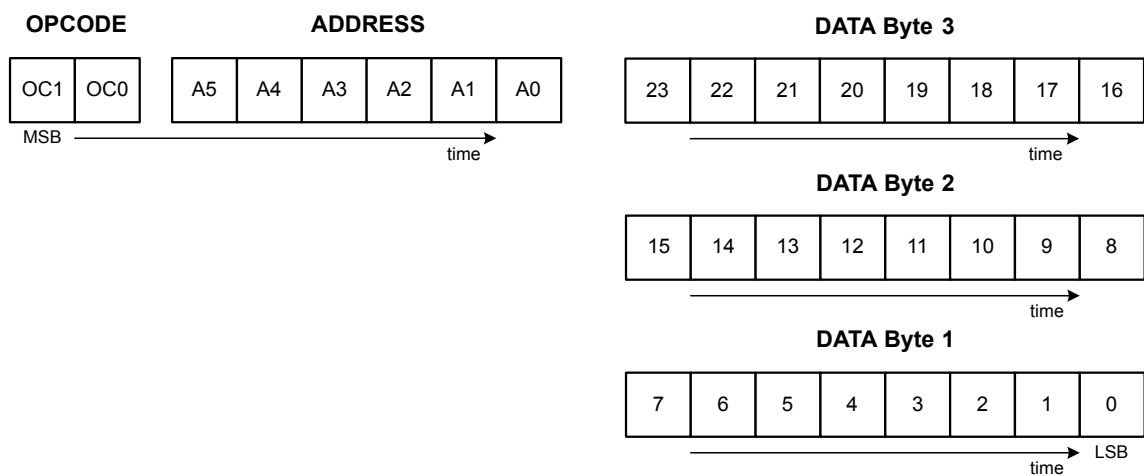 OPCODE ADDRESS DATA Byte 3
OC1 OC0 A5 A4 A3 A2 A1 A0 23 22 21 20 19 18 17 16
MSB time time
DATA Byte 2
15 14 13 12 11 10 9 8
time
DATA Byte 1
7 6 5 4 3 2 1 0
time LSB